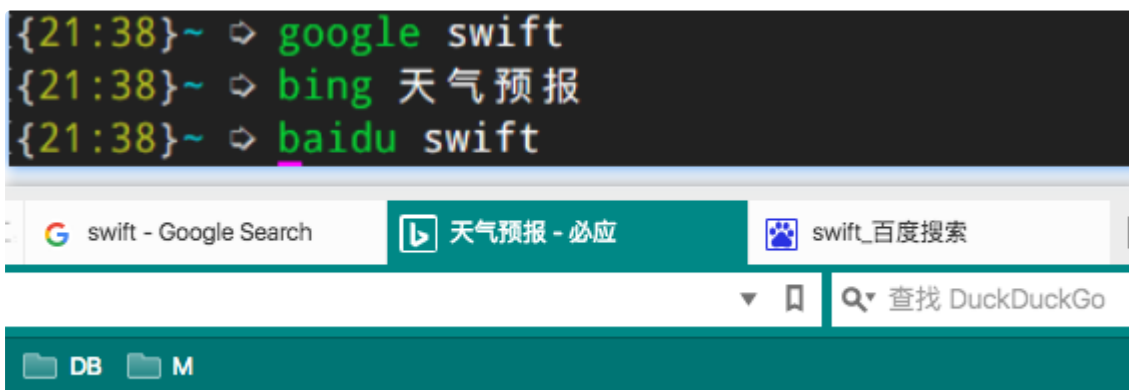 {21:38}~ ➩ google swift
{21:38}~ ➩ bing 天气预报
{21:38}~ ➩ baidu swift
swift - Google Search
天气预报 - 必应
swift_百度搜索
查找 DuckDuckGo
DB
M